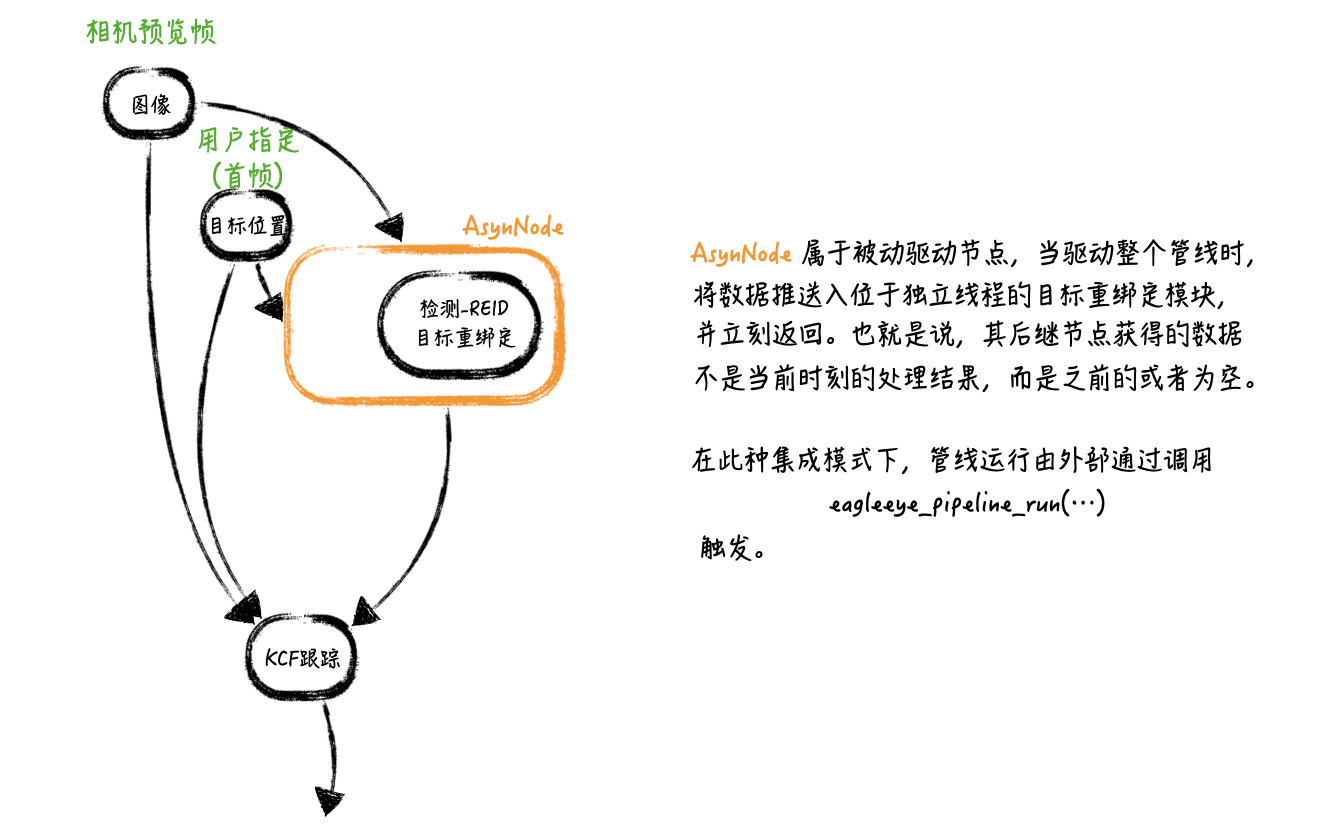 相机预览帧
图像
用户指定
(首帧)
目标位置
AsynNode
检测-REID
目标重绑定
KCF跟踪
AsynNode 属于被动驱动节点，当驱动整个管线时，
将数据推送入位于独立线程的目标重绑定模块，
并立刻返回。也就是说，其后继节点获得的数据
不是当前时刻的处理结果，而是之前的或者为空。
在此种集成模式下，管线运行由外部通过调用
eagleeye_pipeline_run(…)
触发。